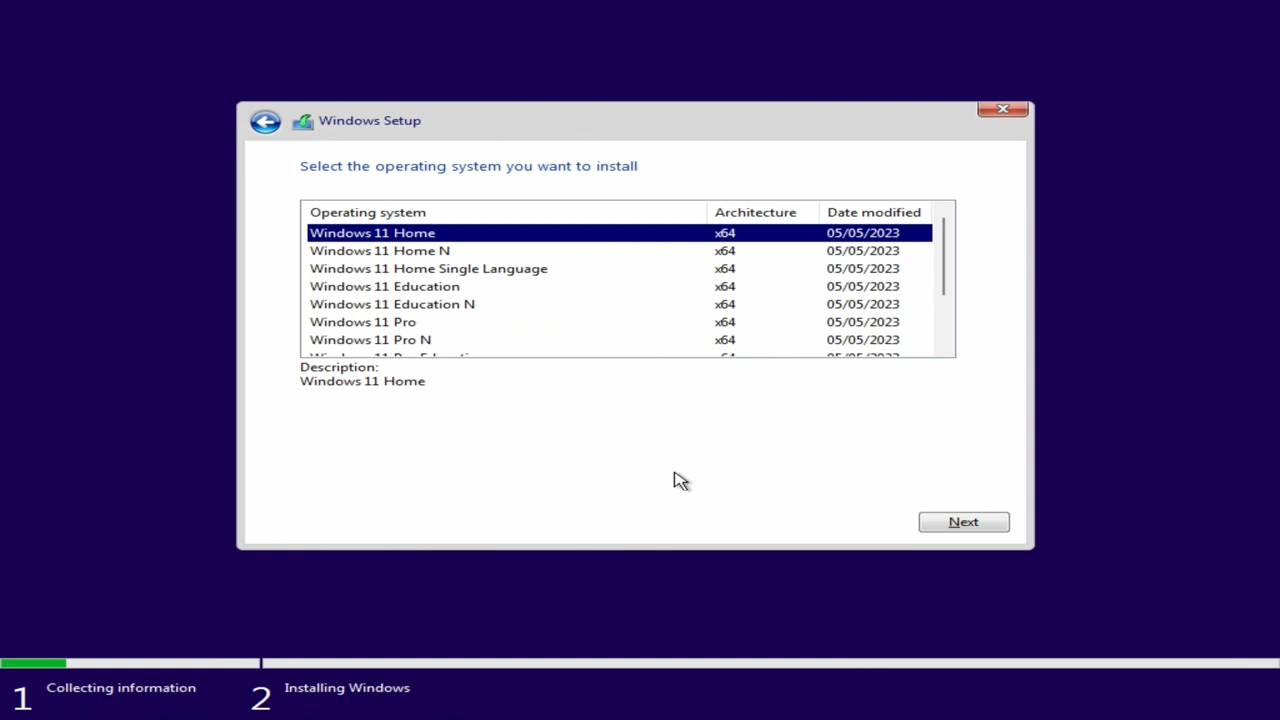 Windows Setup
Select the operating system you want to install
Operating system Architecture Date modified
Windows 11 Home x64 05/05/2023
Windows 11 Home N x64 05/05/2023
Windows 11 Home Single Language x64 05/05/2023
Windows 11 Education x64 05/05/2023
Windows 11 Education N x64 05/05/2023
Windows 11 Pro x64 05/05/2023
Windows 11 Pro N x64 05/05/2023
Description:
Windows 11 Home
Next
1 Collecting information 2 Installing Windows